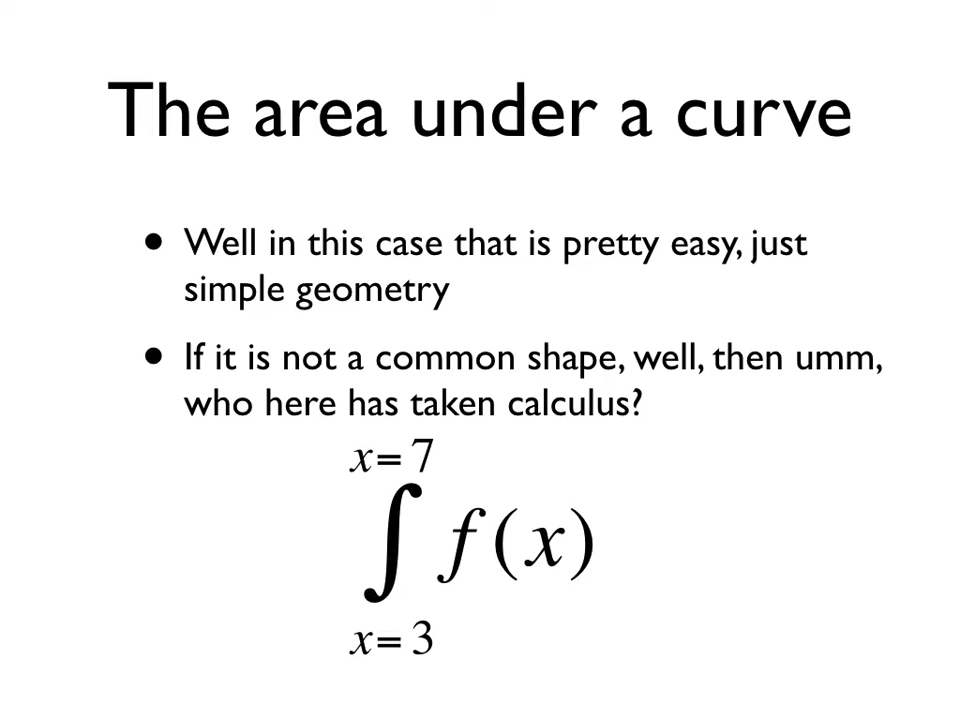 The area under a curve
• Well in this case that is pretty easy, just
simple geometry
• If it is not a common shape, well, then umm,
who here has taken calculus?
x=7
∫ f(x)
x=3